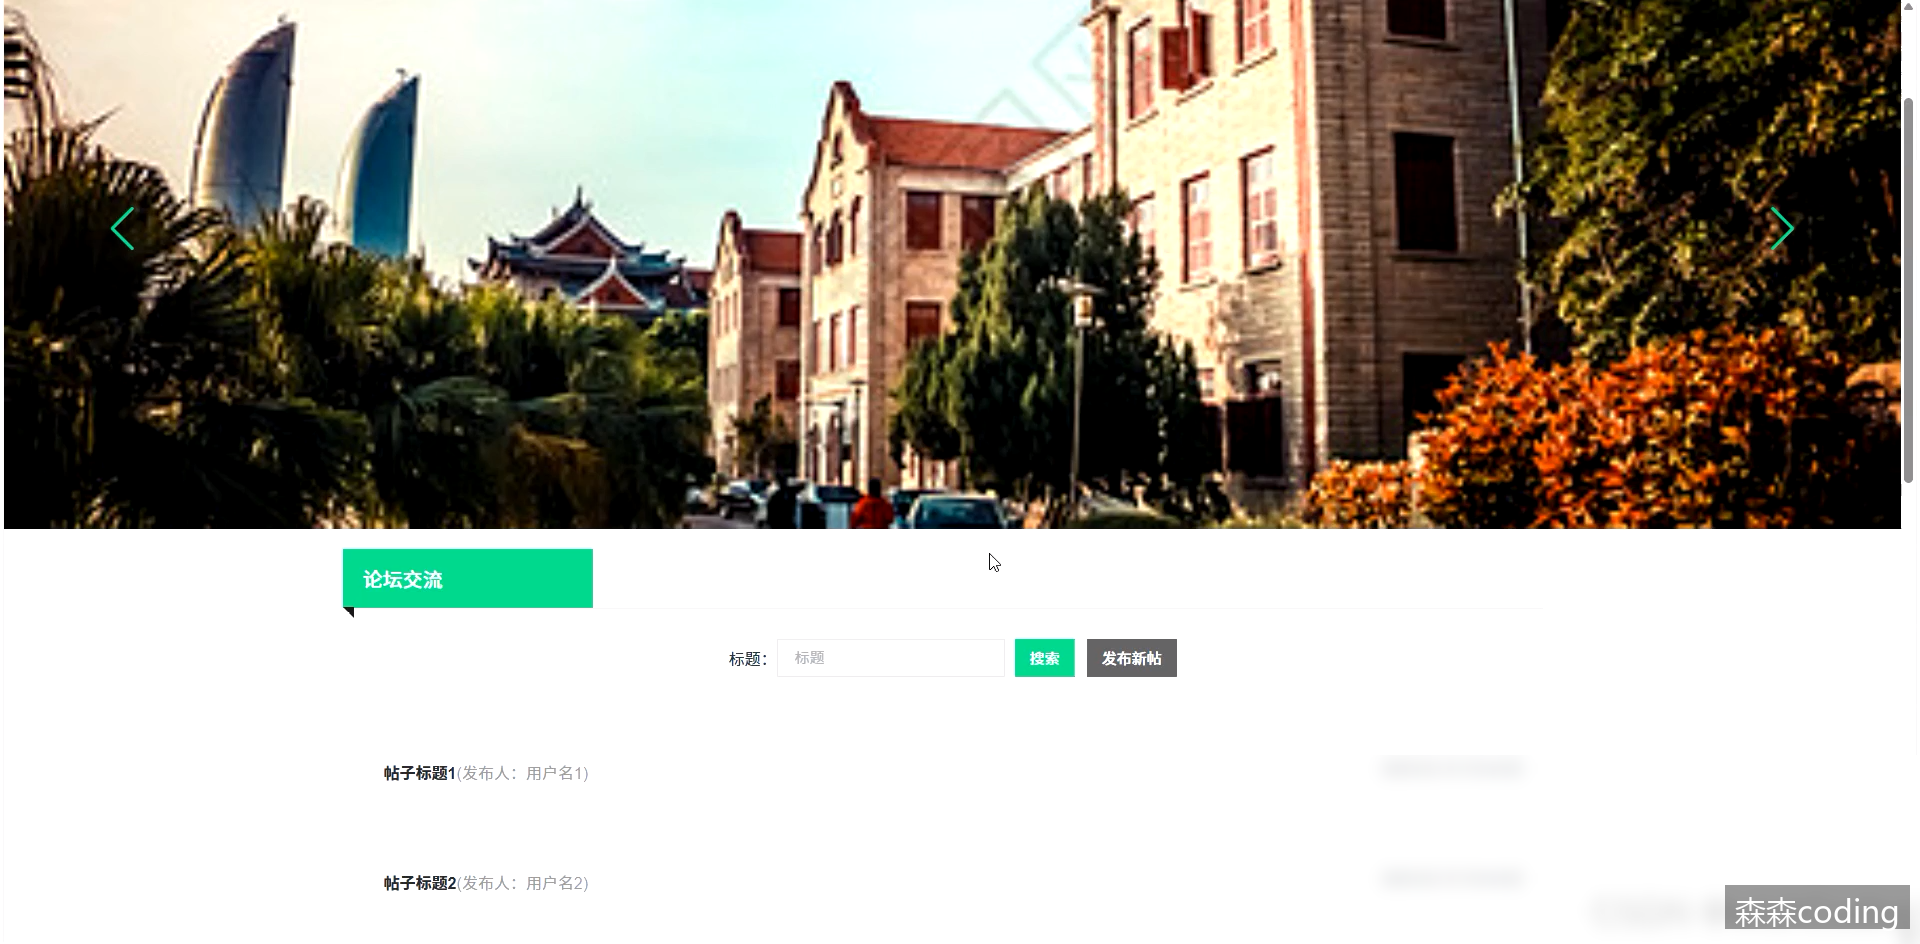 论坛交流
标题：
标题
搜索
发布新帖
帖子标题1(发布人：用户名1)
帖子标题2(发布人：用户名2)
森森coding